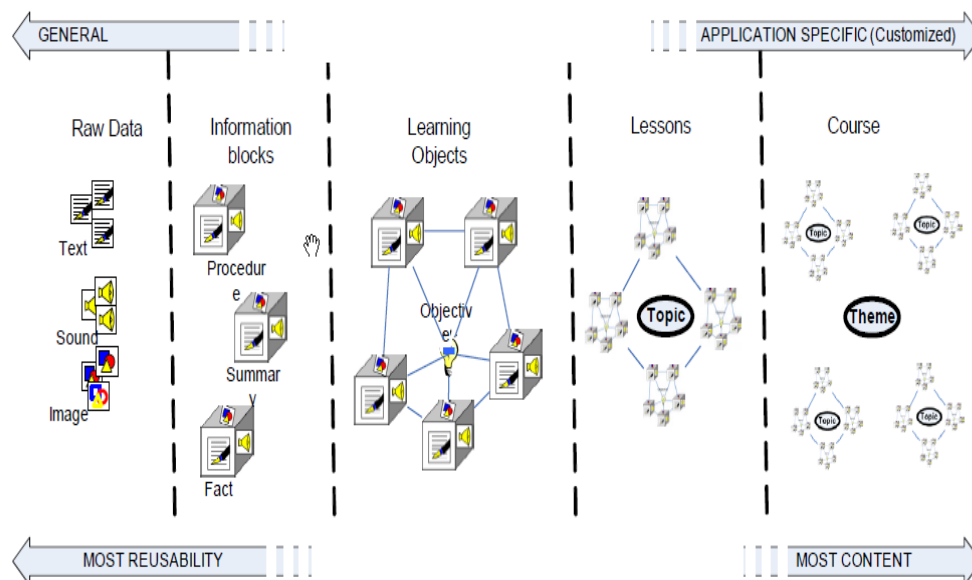 GENERAL
APPLICATION SPECIFIC (Customized)
Raw Data
Information
blocks
Learning
Objects
Lessons
Course
Text
Sound
Image
Procedur
e
Summar
y
Fact
Objectiv
e
Topic
Topic
Topic
Theme
Topic
Topic
MOST REUSABILITY
MOST CONTENT